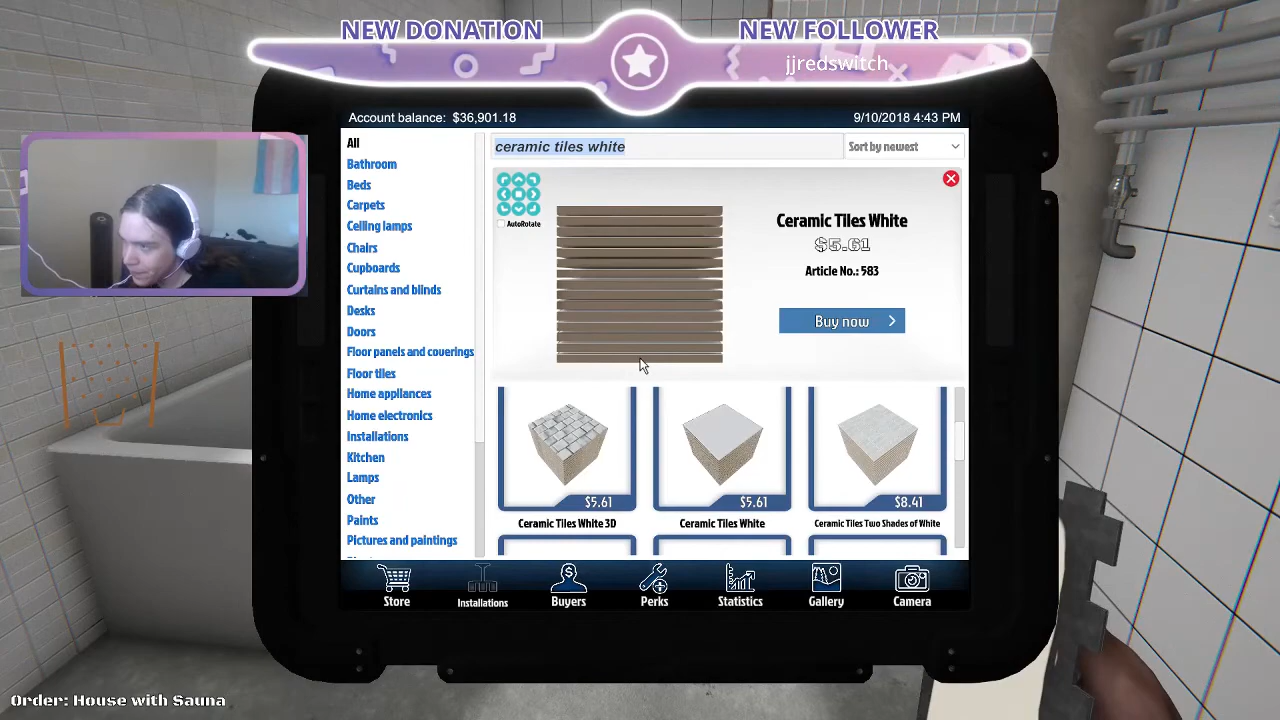 NEW DONATION
NEW FOLLOWER
jjredswitch
Account balance: $36,901.18
9/10/2018 4:43 PM
All
Bathroom
Beds
Carpets
Ceiling lamps
Chairs
Cupboards
Curtains and blinds
Desks
Doors
Floor panels and coverings
Floor tiles
Home appliances
Home electronics
Installations
Kitchen
Lamps
Other
Paints
Pictures and paintings
ceramic tiles white
Sort by newest
AutoRotate
Ceramic Tiles White
$5.61
Article No.: 583
Buy now
$5.61
$5.61
$8.41
Ceramic Tiles White 3D
Ceramic Tiles White
Ceramic Tiles Two Shades of White
Store
Installations
Buyers
Perks
Statistics
Gallery
Camera
Order: House with Sauna